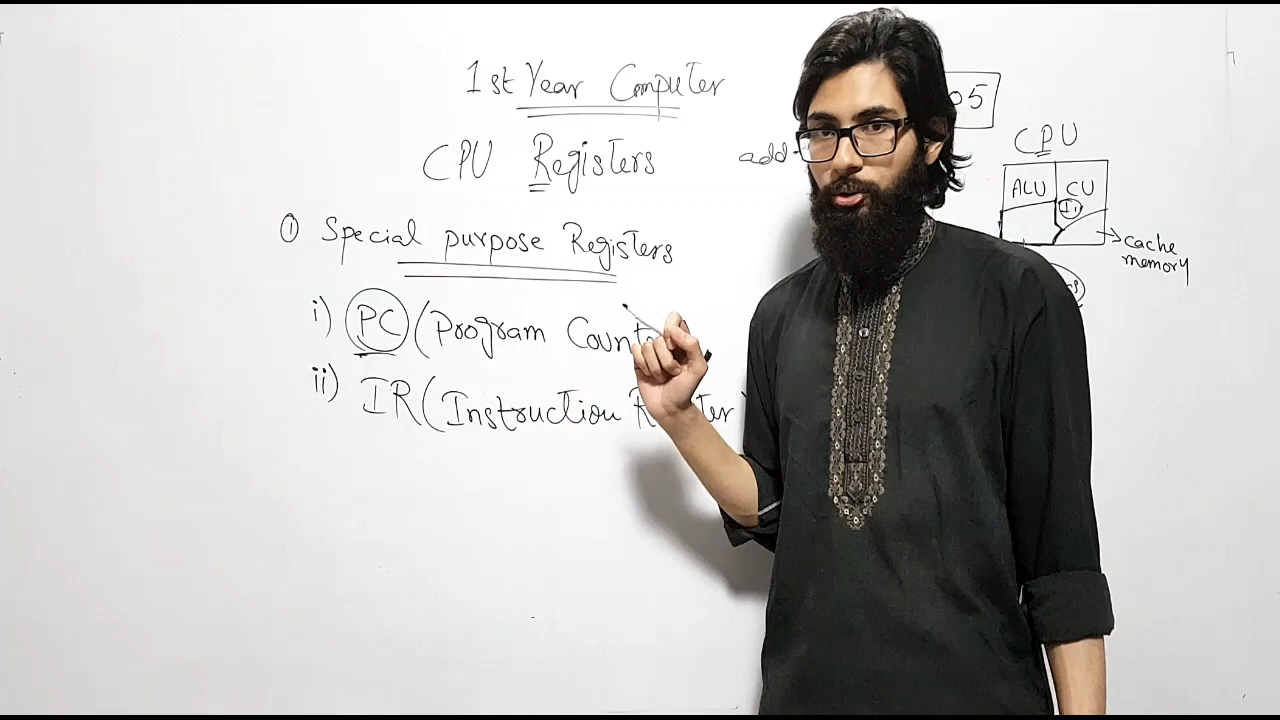 1st Year Computer
CPU Registers
① Special purpose Registers
i) PC (Program
ii) IR (Instruction
05
add
CPU
ALU
CU
I1
cache
memory